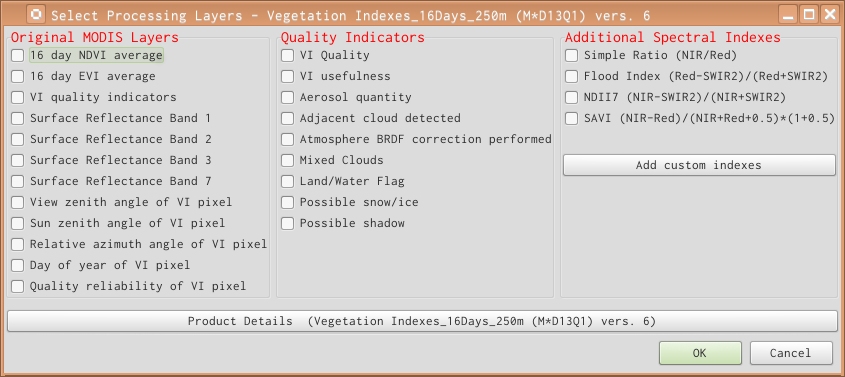 Select Processing Layers – Vegetation Indexes_16Days_250m (M*D13Q1) vers. 6
Original MODIS Layers
16 day NDVI average
16 day EVI average
VI quality indicators
Surface Reflectance Band 1
Surface Reflectance Band 2
Surface Reflectance Band 3
Surface Reflectance Band 7
View zenith angle of VI pixel
Sun zenith angle of VI pixel
Relative azimuth angle of VI pixel
Day of year of VI pixel
Quality reliability of VI pixel
Quality Indicators
VI Quality
VI usefulness
Aerosol quantity
Adjacent cloud detected
Atmosphere BRDF correction performed
Mixed Clouds
Land/Water Flag
Possible snow/ice
Possible shadow
Additional Spectral Indexes
Simple Ratio (NIR/Red)
Flood Index (Red-SWIR2)/(Red+SWIR2)
NDII7 (NIR-SWIR2)/(NIR+SWIR2)
SAVI (NIR-Red)/(NIR+Red+0.5)*(1+0.5)
Add custom indexes
Product Details (Vegetation Indexes_16Days_250m (M*D13Q1) vers. 6)
OK
Cancel